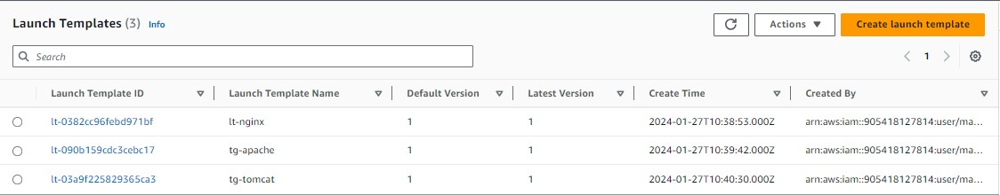 Launch Templates (3) Info Actions Create launch template
Search 1
Launch Template ID Launch Template Name Default Version Latest Version Create Time Created By
lt-0382cc96febd971bf lt-nginx 1 1 2024-01-27T10:38:53.000Z arn:aws:iam::905418127814:user/ma...
lt-090b159cdc3cebc17 tg-apache 1 1 2024-01-27T10:39:42.000Z arn:aws:iam::905418127814:user/ma...
lt-03a9f225829365ca3 tg-tomcat 1 1 2024-01-27T10:40:30.000Z arn:aws:iam::905418127814:user/ma...